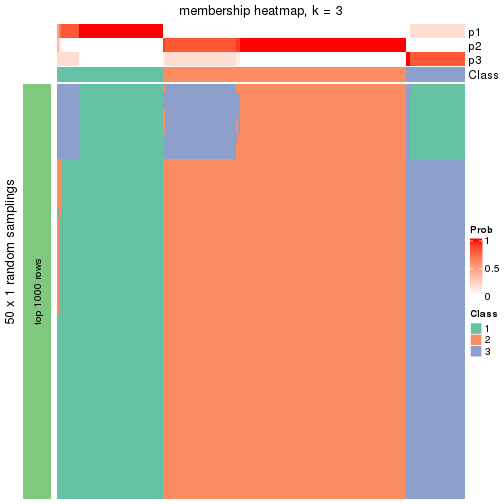 membership heatmap, k = 3
p1
p2
p3
Class
50 x 1 random samplings
top 1000 rows
Prob
1
0.5
0
Class
1
2
3